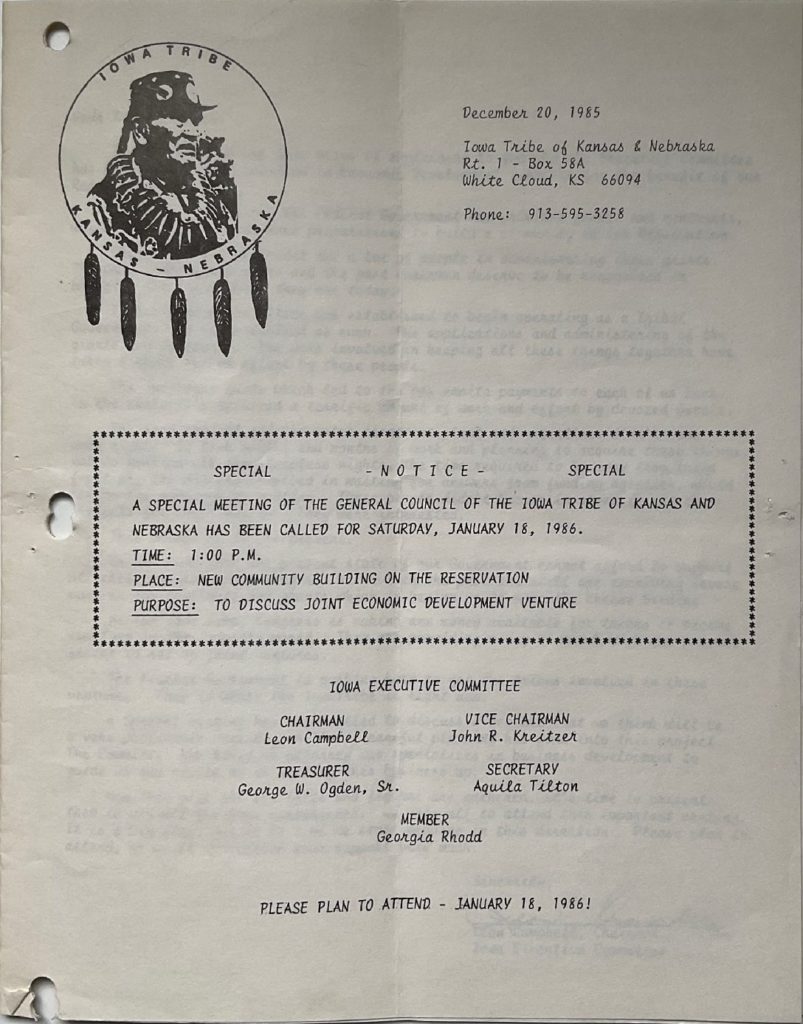 IOWA TRIBE
KANSAS - NEBRASKA
December 20, 1985
Iowa Tribe of Kansas & Nebraska
Rt. 1 - Box 58A
White Cloud, KS 66094
Phone: 913-595-3258
SPECIAL - N O T I C E - SPECIAL
A SPECIAL MEETING OF THE GENERAL COUNCIL OF THE IOWA TRIBE OF KANSAS AND
NEBRASKA HAS BEEN CALLED FOR SATURDAY, JANUARY 18, 1986.
TIME: 1:00 P.M.
PLACE: NEW COMMUNITY BUILDING ON THE RESERVATION
PURPOSE: TO DISCUSS JOINT ECONOMIC DEVELOPMENT VENTURE
IOWA EXECUTIVE COMMITTEE
CHAIRMAN VICE CHAIRMAN
Leon Campbell John R. Kreitzer
TREASURER SECRETARY
George W. Ogden, Sr. Aquila Tilton
MEMBER
Georgia Rhodd
PLEASE PLAN TO ATTEND - JANUARY 18, 1986!